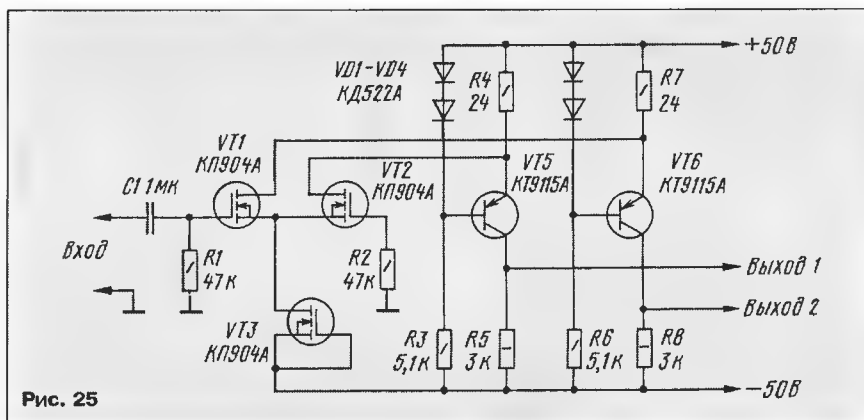 +50В
VD1-VD4
КД522А
R4
24
R7
24
VT1
КП904А
VT2
КП904А
VT5
КТ9115А
VT6
КТ9115А
С1 1мк
Вход
R1
47к
R2
47к
Выход 1
Выход 2
VT3
КП904А
R3
5,1к
R5
3к
R6
5,1к
R8
3к
-50В
Рис. 25